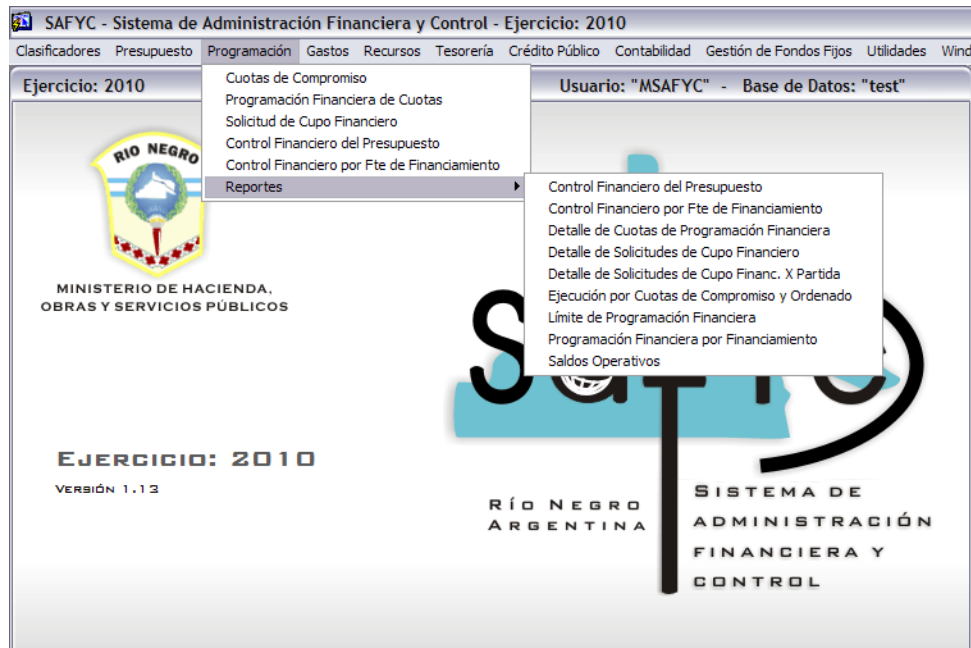 SAFYC - Sistema de Administración Financiera y Control - Ejercicio: 2010
Clasificadores Presupuesto Programación Gastos Recursos Tesorería Crédito Público Contabilidad Gestión de Fondos Fijos Utilidades Wind
Ejercicio: 2010 Usuario: "MSAFYC" - Base de Datos: "test"
Cuotas de Compromiso
Programación Financiera de Cuotas
Solicitud de Cupo Financiero
Control Financiero del Presupuesto
Control Financiero por Fte de Financiamiento
Reportes
Control Financiero del Presupuesto
Control Financiero por Fte de Financiamiento
Detalle de Cuotas de Programación Financiera
Detalle de Solicitudes de Cupo Financiero
Detalle de Solicitudes de Cupo Financ. X Partida
Ejecución por Cuotas de Compromiso y Ordenado
Límite de Programación Financiera
Programación Financiera por Financiamiento
Saldos Operativos
RIO NEGRO
MINISTERIO DE HACIENDA,
OBRAS Y SERVICIOS PÚBLICOS
EJERCICIO: 2010
VERSIÓN 1.13
RÍO NEGRO
ARGENTINA
SISTEMA DE
ADMINISTRACIÓN
FINANCIERA Y
CONTROL